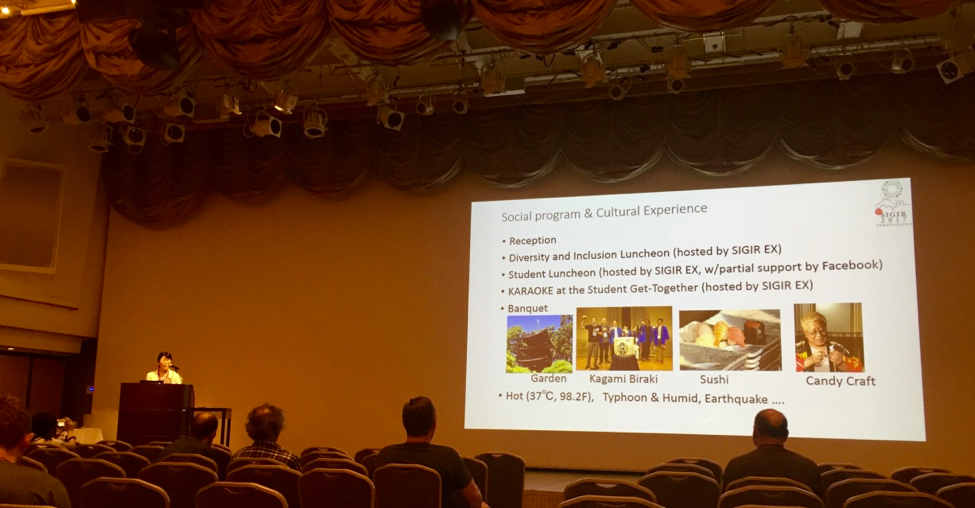 Social program & Cultural Experience
SIGIR
2017
• Reception
• Diversity and Inclusion Luncheon (hosted by SIGIR EX)
• Student Luncheon (hosted by SIGIR EX, w/partial support by Facebook)
• KARAOKE at the Student Get-Together (hosted by SIGIR EX)
• Banquet
Garden Kagami Biraki Sushi Candy Craft
• Hot (37℃, 98.2F), Typhoon & Humid, Earthquake ....